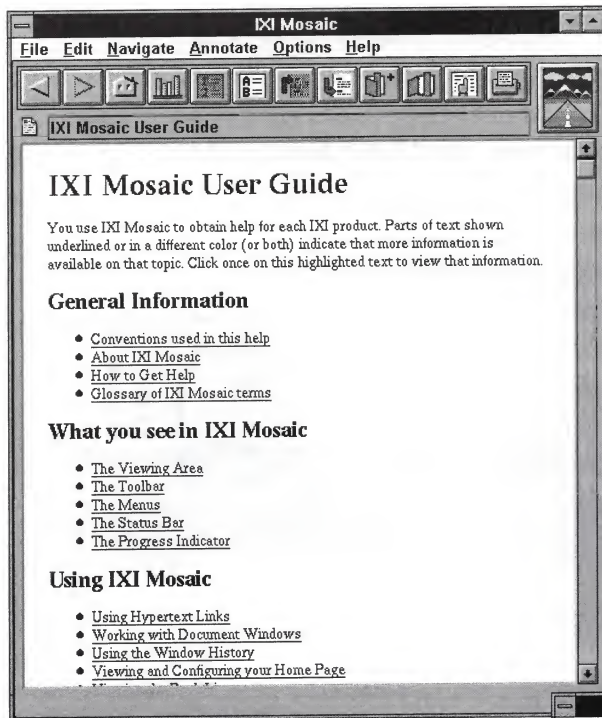 IXI Mosaic
File Edit Navigate Annotate Options Help
IXI Mosaic User Guide
IXI Mosaic User Guide
You use IXI Mosaic to obtain help for each IXI product. Parts of text shown
underlined or in a different color (or both) indicate that more information is
available on that topic. Click once on this highlighted text to view that information.
General Information
• Conventions used in this help
• About IXI Mosaic
• How to Get Help
• Glossary of IXI Mosaic terms
What you see in IXI Mosaic
• The Viewing Area
• The Toolbar
• The Menus
• The Status Bar
• The Progress Indicator
Using IXI Mosaic
• Using Hypertext Links
• Working with Document Windows
• Using the Window History
• Viewing and Configuring your Home Page